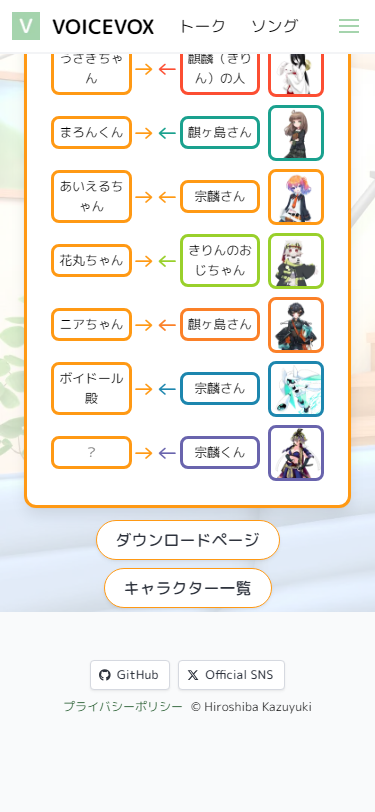 V VOICEVOX トーク ソング
うさぎちゃ
ん
麒麟（きり
ん）の人
まろんくん 麒ヶ島さん
あいえるち
ゃん
宗麟さん
花丸ちゃん
きりんのお
じちゃん
ニアちゃん 麒ヶ島さん
ボイドール
殿
宗麟さん
？ 宗麟くん
ダウンロードページ
キャラクター一覧
GitHub Official SNS
プライバシーポリシー © Hiroshiba Kazuyuki